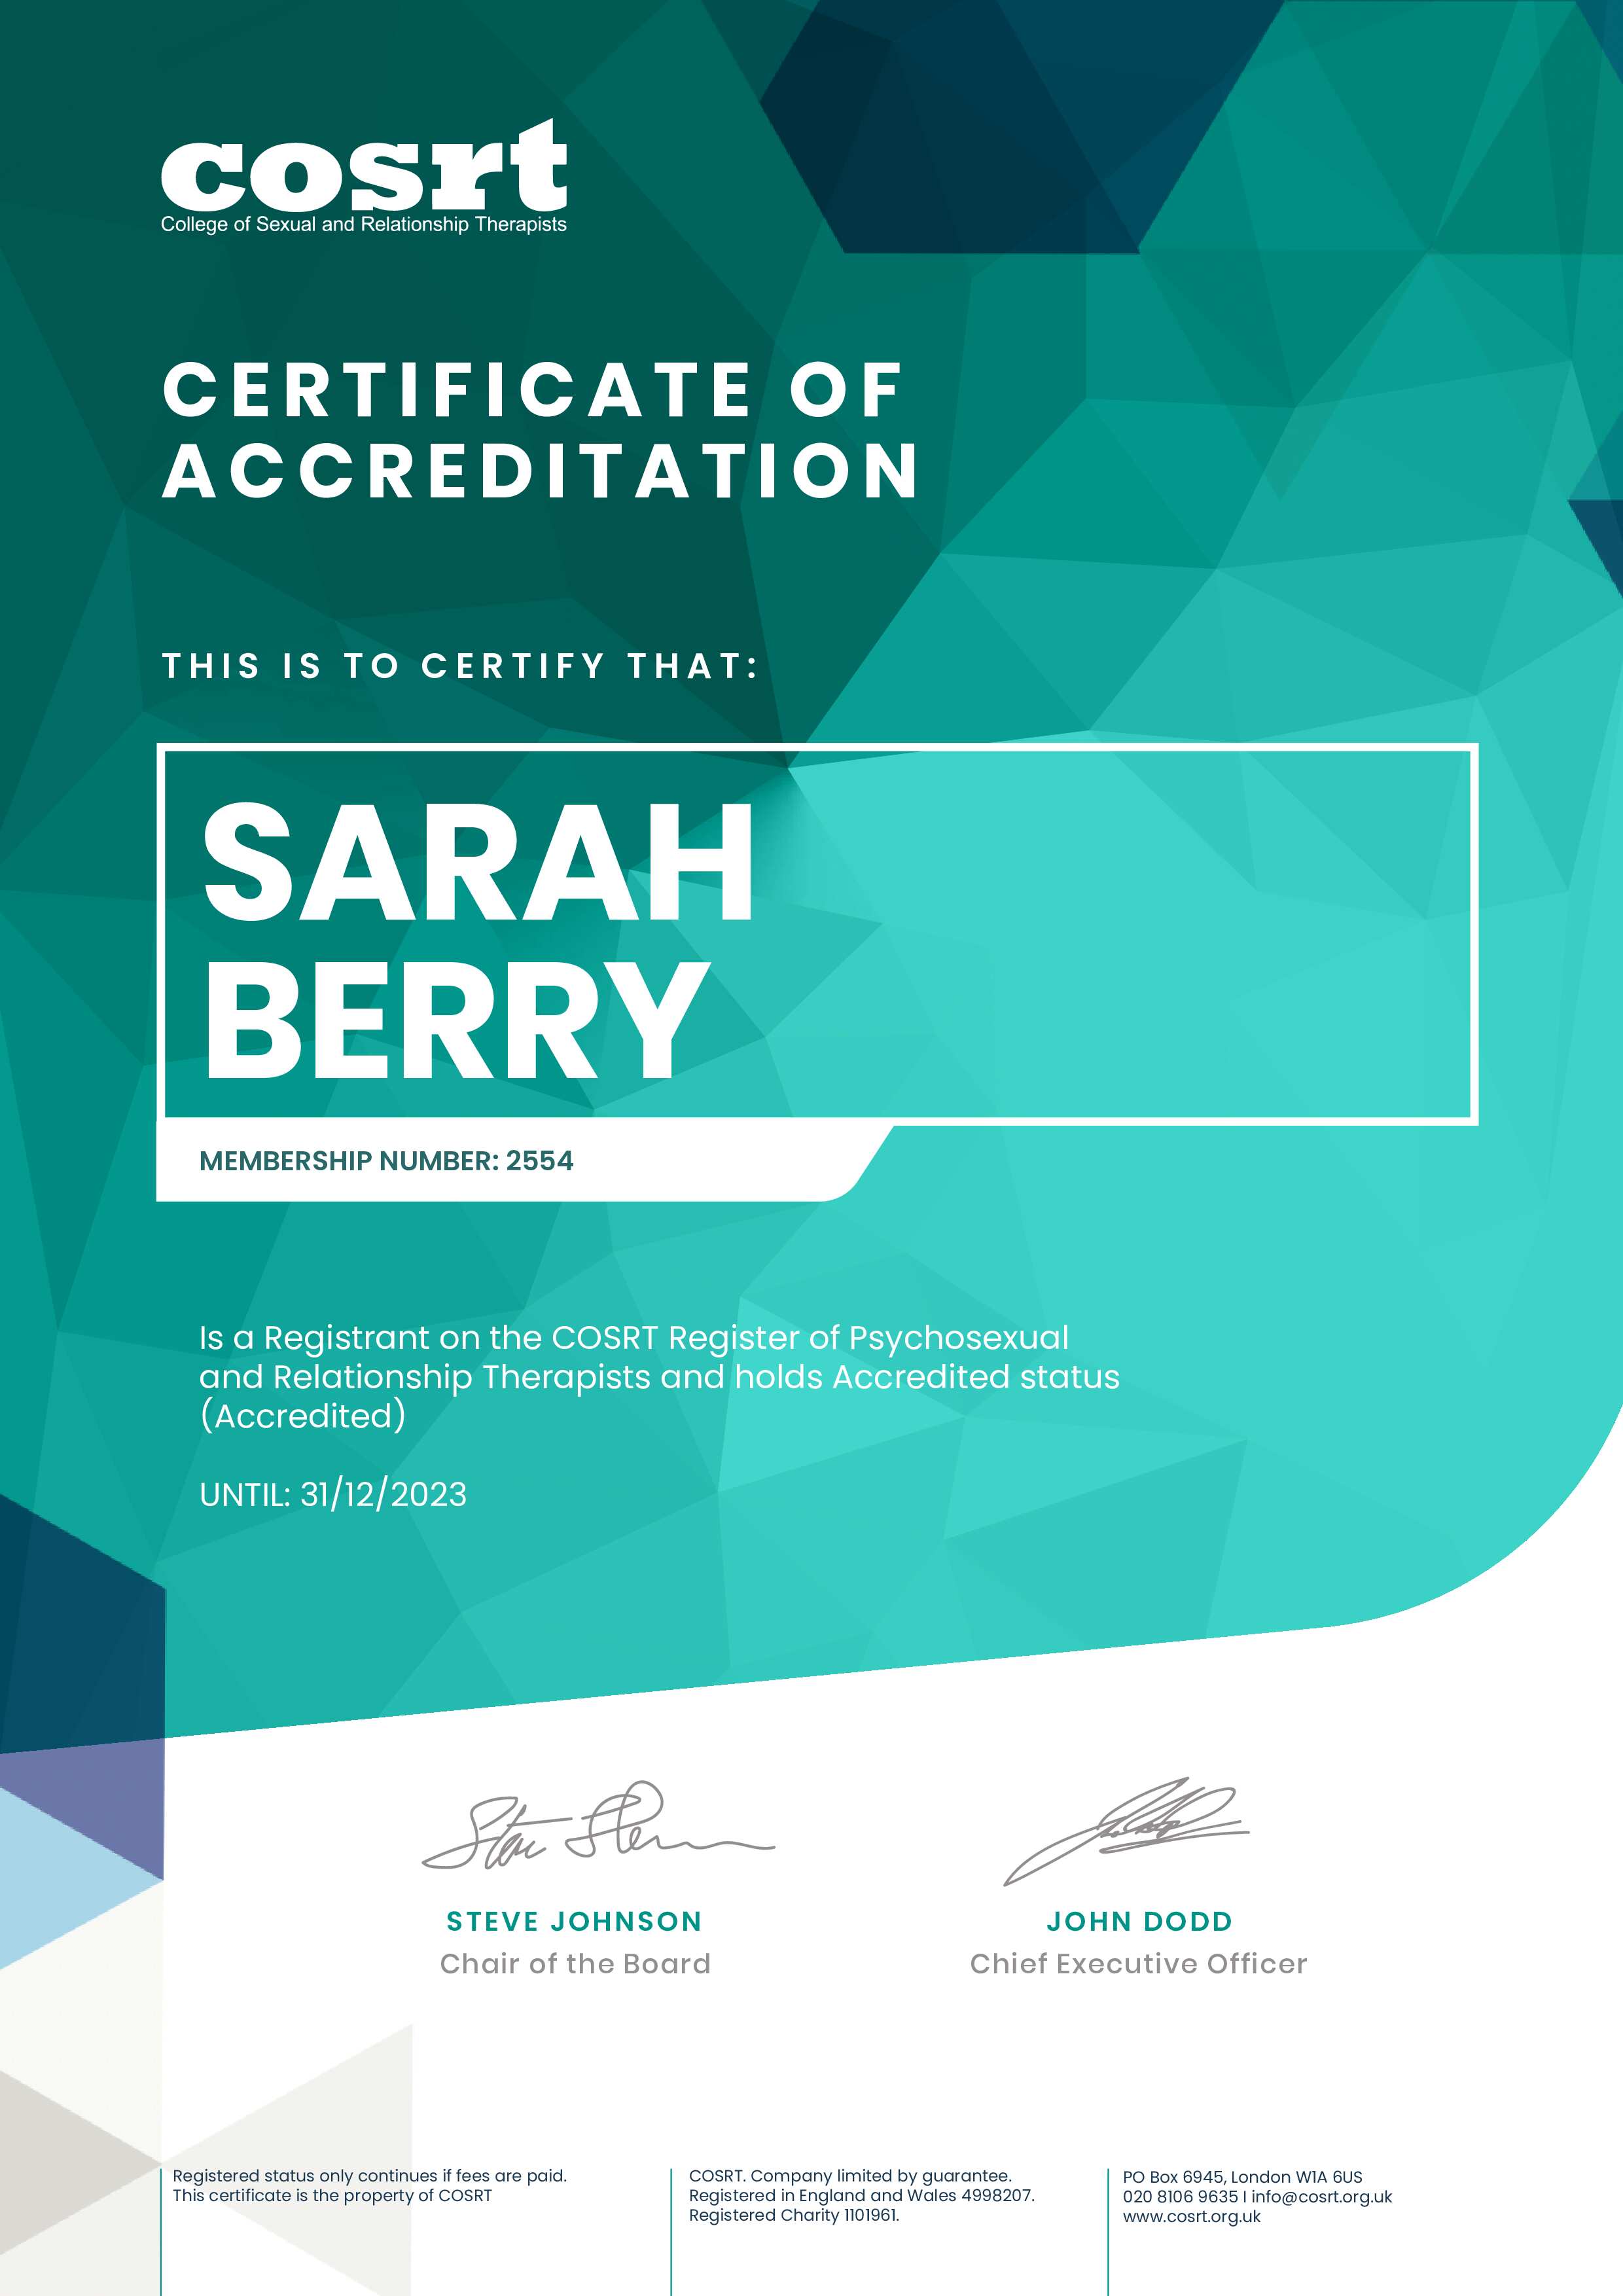 cosrt
College of Sexual and Relationship Therapists
CERTIFICATE OF
ACCREDITATION
THIS IS TO CERTIFY THAT:
SARAH
BERRY
MEMBERSHIP NUMBER: 2554
Is a Registrant on the COSRT Register of Psychosexual
and Relationship Therapists and holds Accredited status
(Accredited)
UNTIL: 31/12/2023
STEVE JOHNSON
Chair of the Board
JOHN DODD
Chief Executive Officer
Registered status only continues if fees are paid.
This certificate is the property of COSRT
COSRT. Company limited by guarantee.
Registered in England and Wales 4998207.
Registered Charity 1101961.
PO Box 6945, London W1A 6US
020 8106 9635 I info@cosrt.org.uk
www.cosrt.org.uk